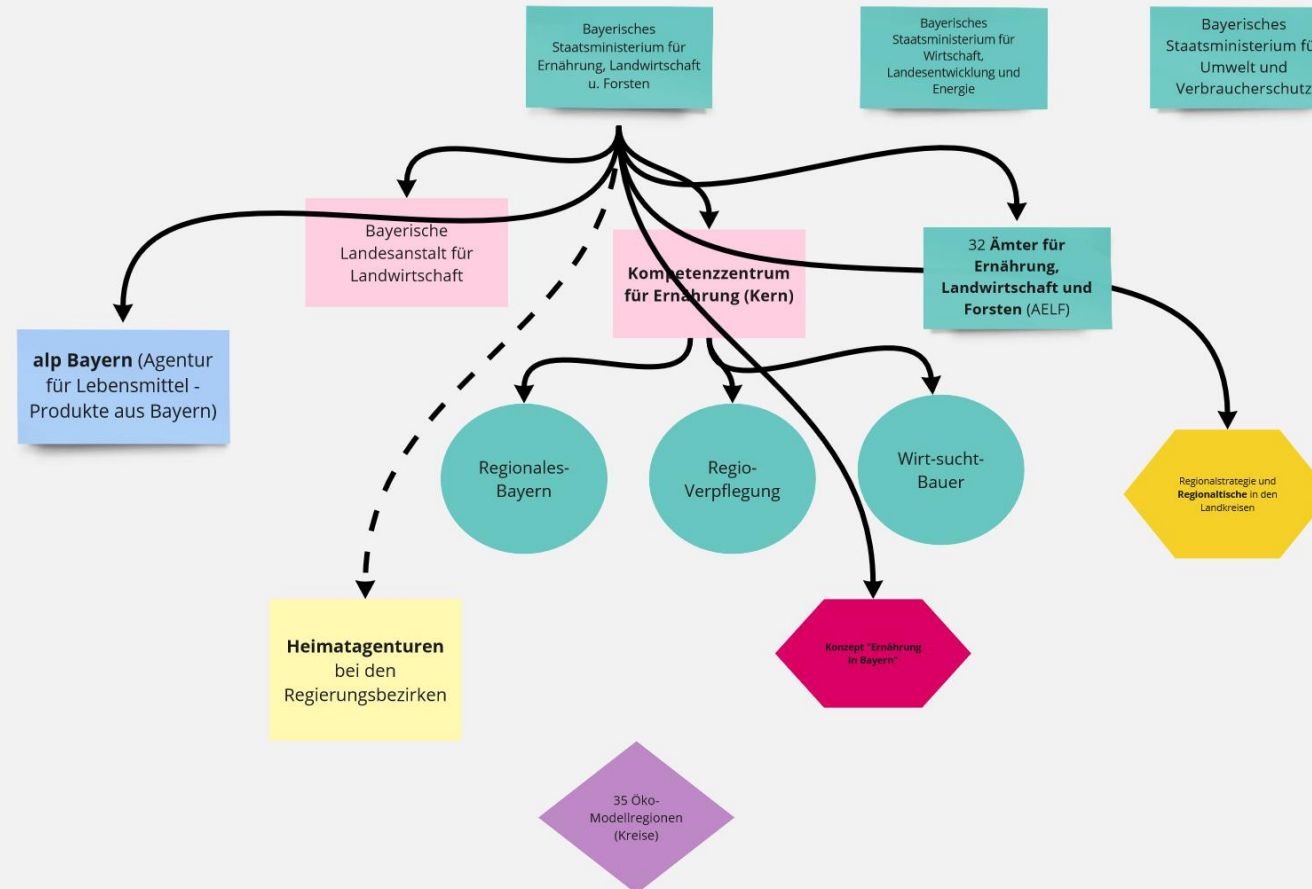 Bayerisches
Staatsministerium für
Ernährung, Landwirtschaft
u. Forsten
Bayerisches
Staatsministerium für
Wirtschaft,
Landesentwicklung und
Energie
Bayerisches
Staatsministerium fü
Umwelt und
Verbraucherschutz
Bayerische
Landesanstalt für
Landwirtschaft
Kompetenzzentrum
für Ernährung (Kern)
32 Ämter für
Ernährung,
Landwirtschaft und
Forsten (AELF)
alp Bayern (Agentur
für Lebensmittel -
Produkte aus Bayern)
Regionales-
Bayern
Regio-
Verpflegung
Wirt-sucht-
Bauer
Regionalstrategie und
Regionaltische in den
Landkreisen
Heimatagenturen
bei den
Regierungsbezirken
Konzept "Ernährung
in Bayern"
35 Öko-
Modellregionen
(Kreise)